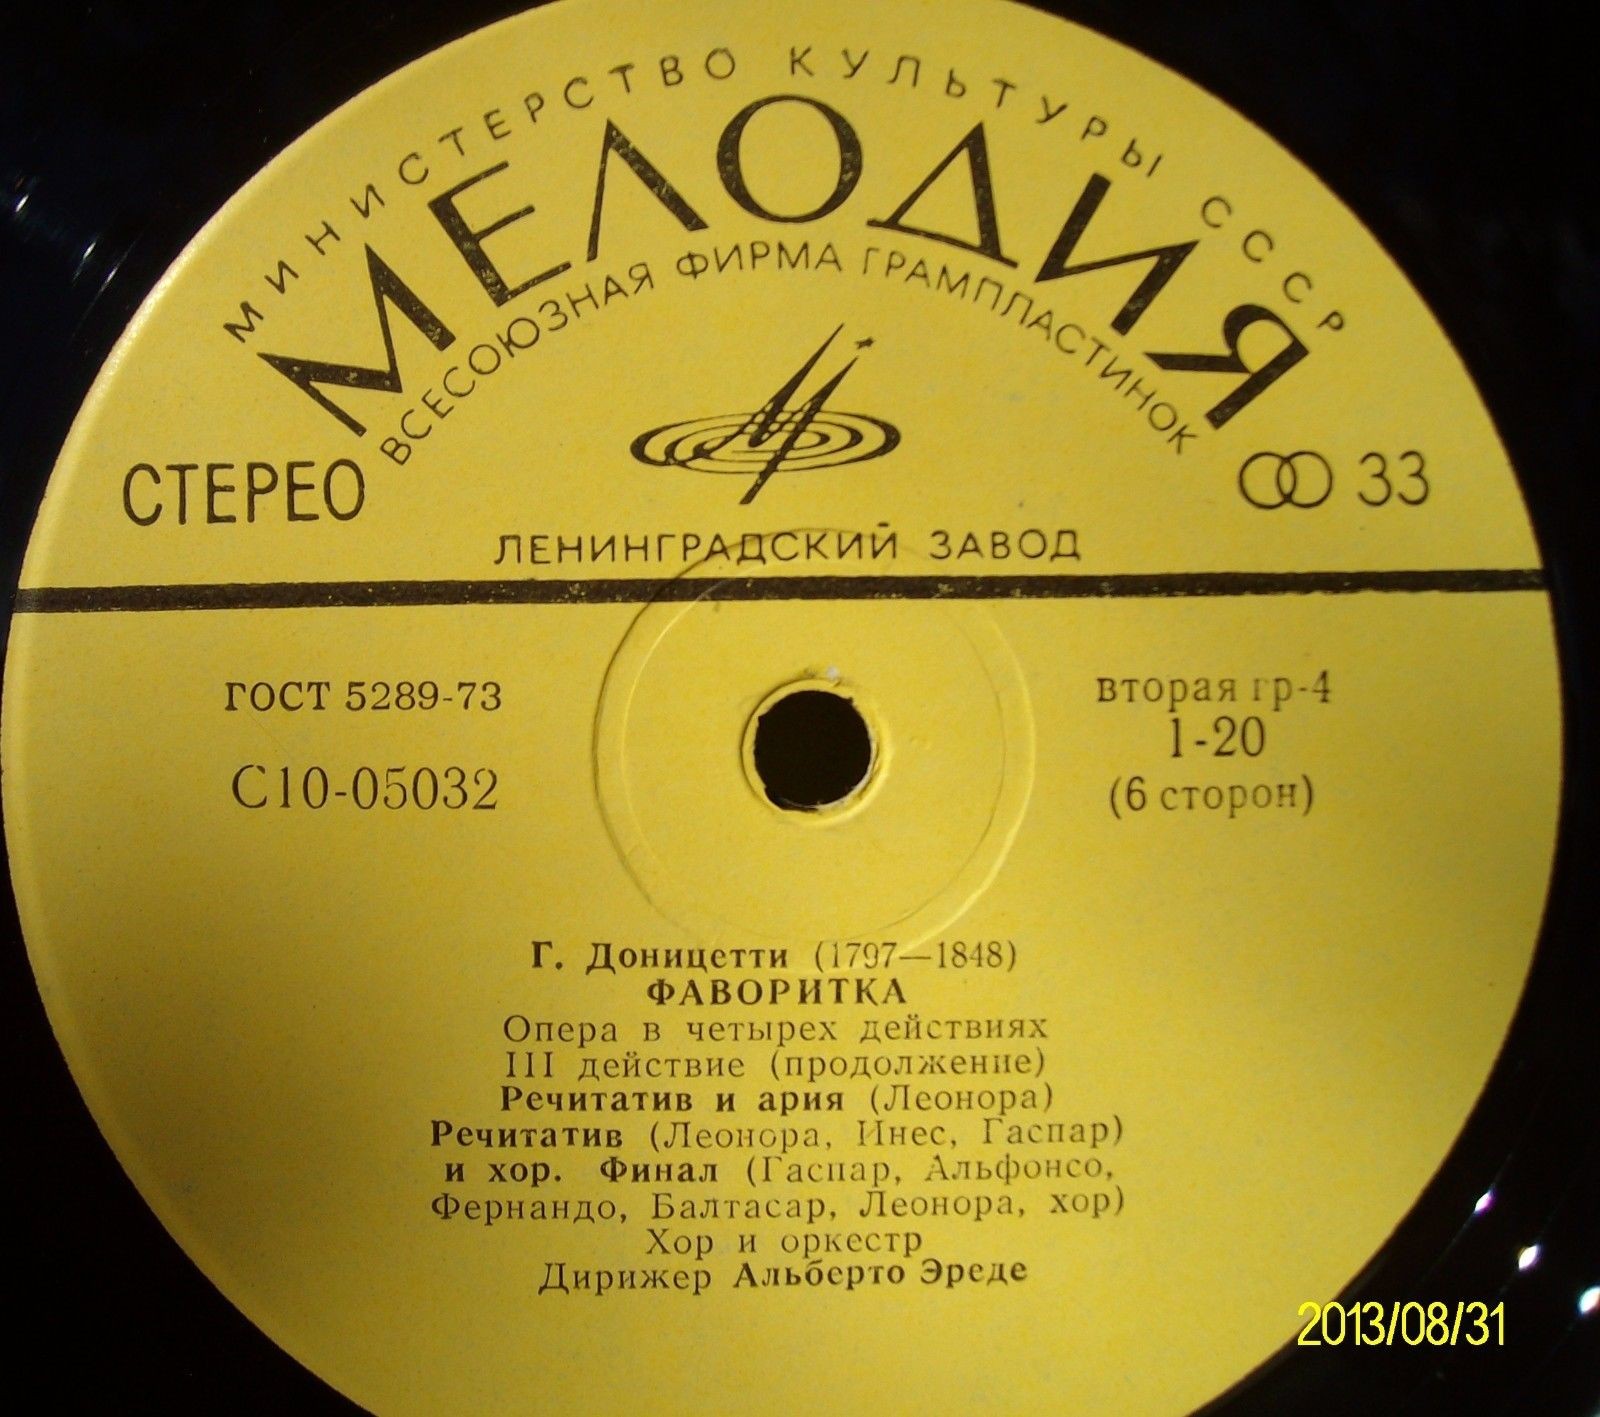 МИНИСТЕРСТВО КУЛЬТУРЫ СССР
МЕЛОДИЯ
ВСЕСОЮЗНАЯ ФИРМА ГРАМПЛАСТИНОК
СТЕРЕО
33
ЛЕНИНГРАДСКИЙ ЗАВОД
ГОСТ 5289-73
С10-05032
вторая гр-4
1-20
(6 сторон)
Г. Доницетти (1797—1848)
ФАВОРИТКА
Опера в четырех действиях
III действие (продолжение)
Речитатив и ария (Леонора)
Речитатив (Леонора, Инес, Гаспар)
и хор. Финал (Гаспар, Альфонсо,
Фернандо, Балтасар, Леонора, хор)
Хор и оркестр
Дирижер Альберто Эреде
2013/08/31